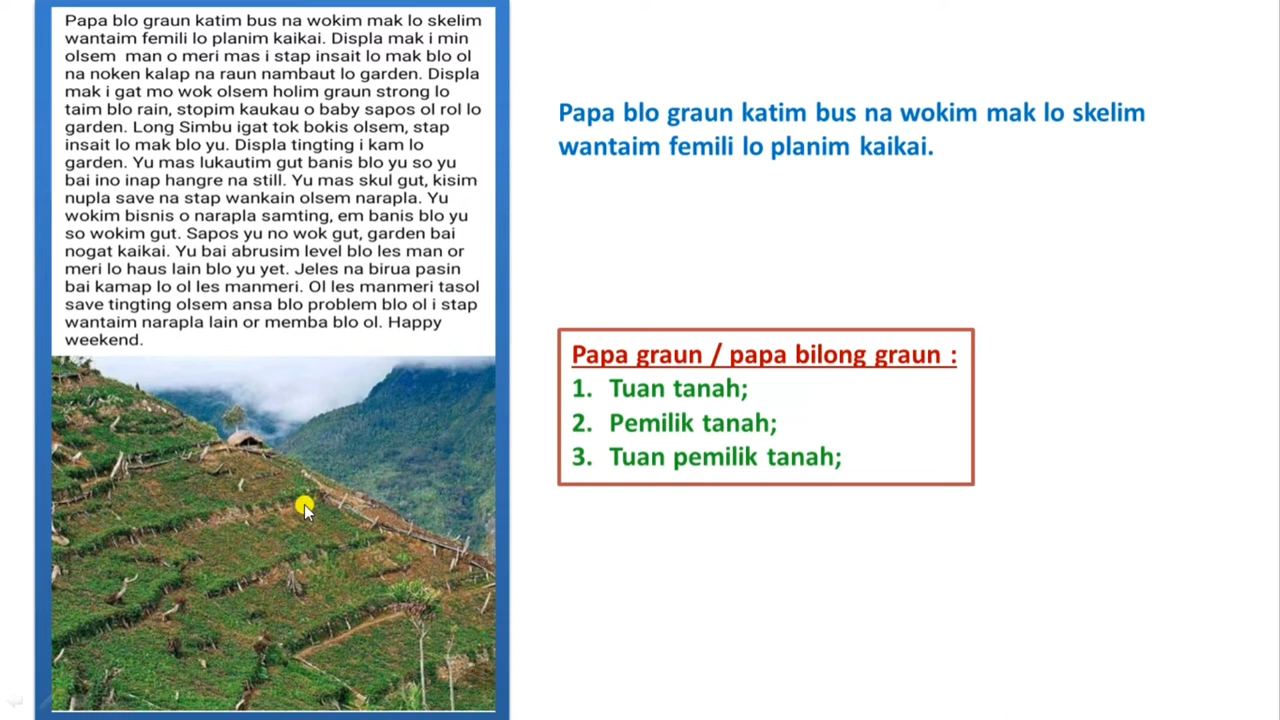 Papa blo graun katim bus na wokim mak lo skelim
wantaim femili lo planim kaikai. Displa mak i min
olsem man o meri mas i stap insait lo mak blo ol
na noken kalap na raun nambaut lo garden. Displa
mak i gat mo wok olsem holim graun strong lo
taim blo rain, stopim kaukau o baby sapos ol rol lo
garden. Long Simbu igat tok bokis olsem, stap
insait lo mak blo yu. Displa tingting i kam lo
garden. Yu mas lukautim gut banis blo yu so yu
bai ino inap hangre na still. Yu mas skul gut, kisim
nupla save na stap wankain olsem narapla. Yu
wokim bisnis o narapla samting, em banis blo yu
so wokim gut. Sapos yu no wok gut, garden bai
nogat kaikai. Yu bai abrusim level blo les man or
meri lo haus lain blo yu yet. Jeles na birua pasin
bai kamap lo ol les manmeri. Ol les manmeri tasol
save tingting olsem ansa blo problem blo ol i stap
wantaim narapla lain or memba blo ol. Happy
weekend.
Papa blo graun katim bus na wokim mak lo skelim
wantaim femili lo planim kaikai.
Papa graun / papa bilong graun :
1. Tuan tanah;
2. Pemilik tanah;
3. Tuan pemilik tanah;